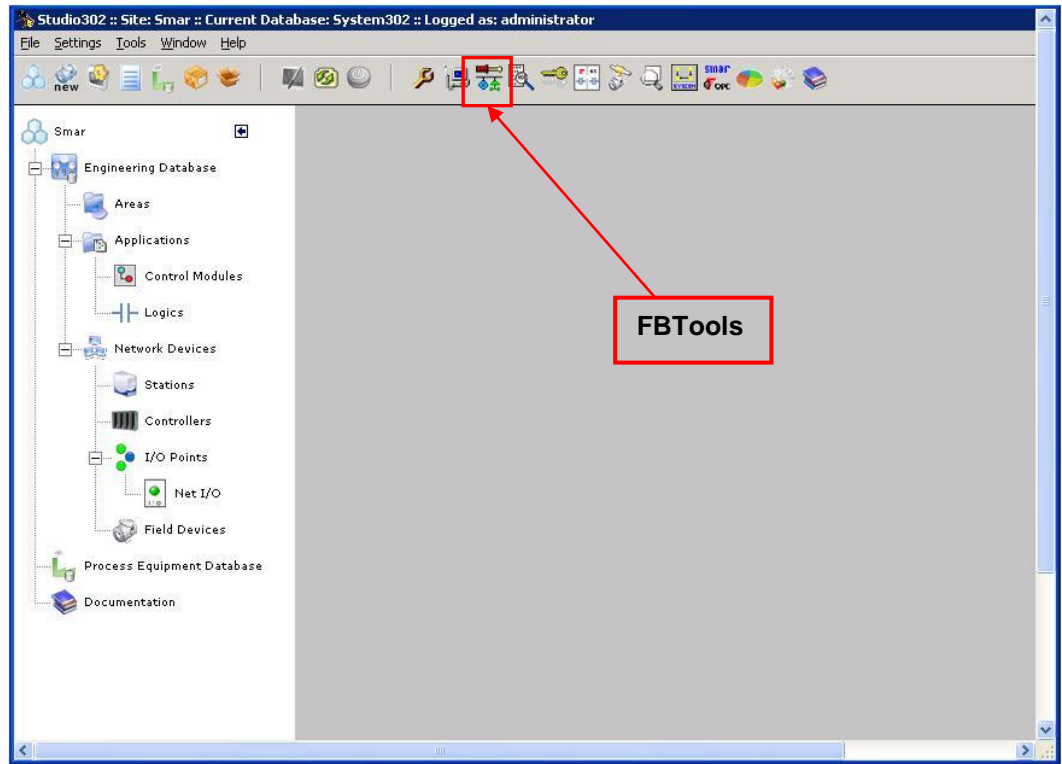 Studio302 :: Site: Smar :: Current Database: System302 :: Logged as: administrator
File Settings Tools Window Help
new
SYSCON
smar
OPC
Smar
Engineering Database
Areas
Applications
Control Modules
Logics
Network Devices
Stations
Controllers
I/O Points
Net I/O
Field Devices
Process Equipment Database
Documentation
FBTools